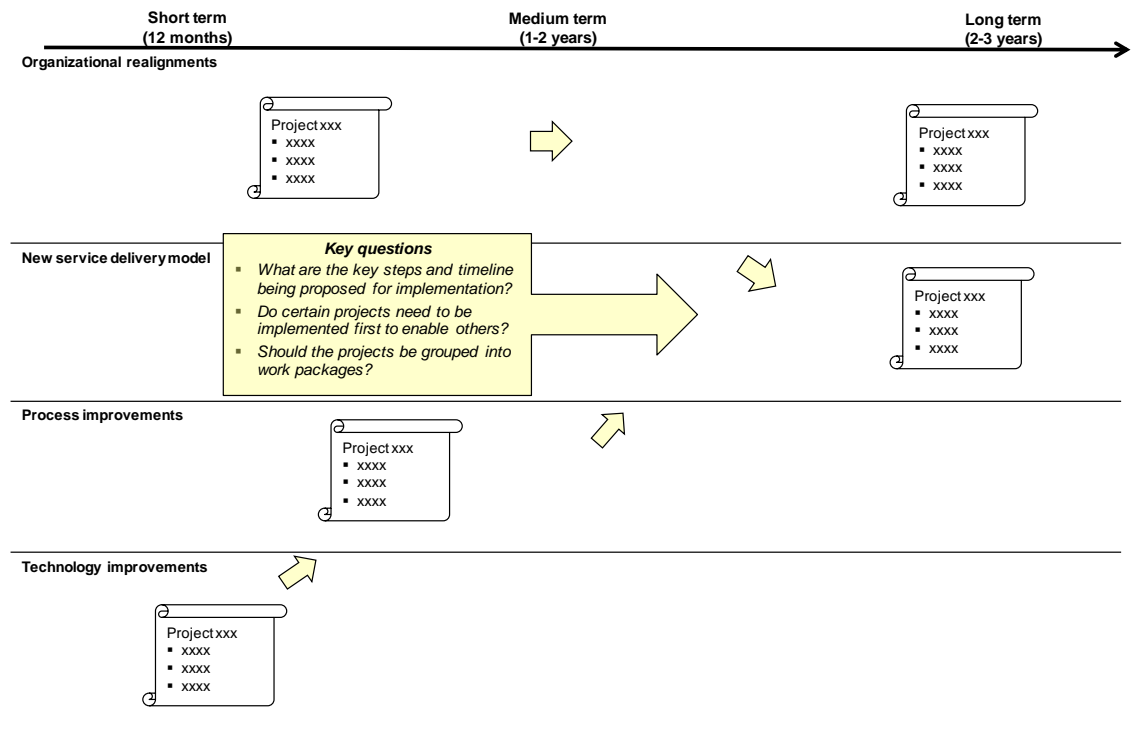 Short term
(12 months)
Medium term
(1-2 years)
Long term
(2-3 years)
Organizational realignments
Project xxx
▪ xxxx
▪ xxxx
▪ xxxx
Project xxx
▪ xxxx
▪ xxxx
▪ xxxx
New service delivery model
Key questions
▪ What are the key steps and timeline
being proposed for implementation?
▪ Do certain projects need to be
implemented first to enable others?
▪ Should the projects be grouped into
work packages?
Project xxx
▪ xxxx
▪ xxxx
▪ xxxx
Process improvements
Project xxx
▪ xxxx
▪ xxxx
▪ xxxx
Technology improvements
Project xxx
▪ xxxx
▪ xxxx
▪ xxxx